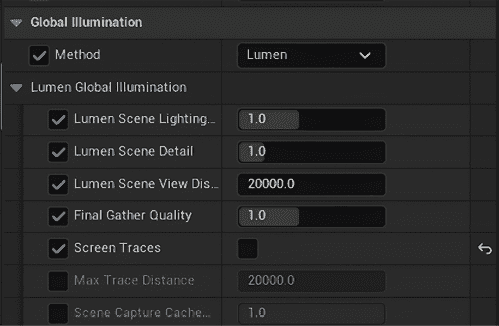 Global Illumination
Method Lumen
Lumen Global Illumination
Lumen Scene Lighting... 1.0
Lumen Scene Detail 1.0
Lumen Scene View Dis... 20000.0
Final Gather Quality 1.0
Screen Traces
Max Trace Distance 20000.0
Scene Capture Cache... 1.0